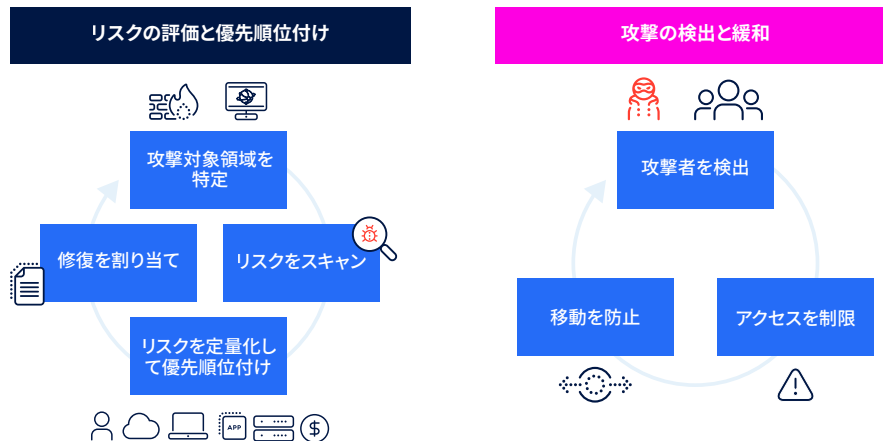 リスクの評価と優先順位付け
攻撃対象領域を
特定
修復を割り当て
リスクをスキャン
リスクを定量化し
て優先順位付け
APP
$
攻撃の検出と緩和
攻撃者を検出
移動を防止
アクセスを制限